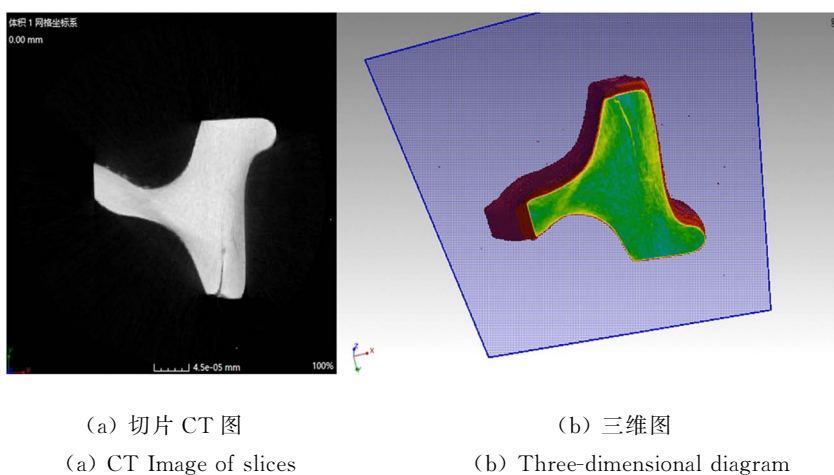 体积 1 网格坐标系
0.00 mm
4.5e-05 mm
100%
(a) 切片 CT 图
(b) 三维图
(a) CT Image of slices
(b) Three-dimensional diagram